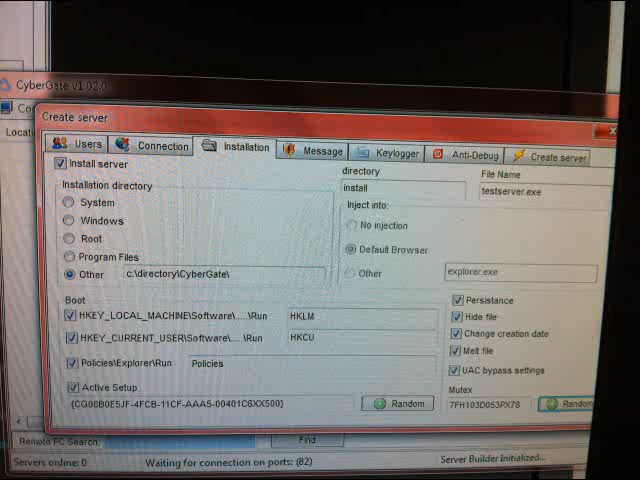 CyberGate v1.02.0
Create server
Users
Connection
Installation
Message
Keylogger
Anti-Debug
Create server
Install server
directory
File Name
install
testserver.exe
Installation directory
System
Windows
Root
Program Files
Other
c:\directory\CyberGate\
Inject into:
No injection
Default Browser
Other
explorer.exe
Boot
HKEY_LOCAL_MACHINE\Software\.....\Run
HKLM
HKEY_CURRENT_USER\Software\.....\Run
HKCU
Policies\Explorer\Run
Policies
Active Setup
{CG08B0E5JF-4FCB-11CF-AAA5-00401C6XX500}
Random
Persistance
Hide file
Change creation date
Melt file
UAC bypass settings
Mutex
7FH103D053PX78
Random
Remote PC Search
Find
Servers online: 0
Waiting for connection on ports: (82)
Server Builder Initialized...